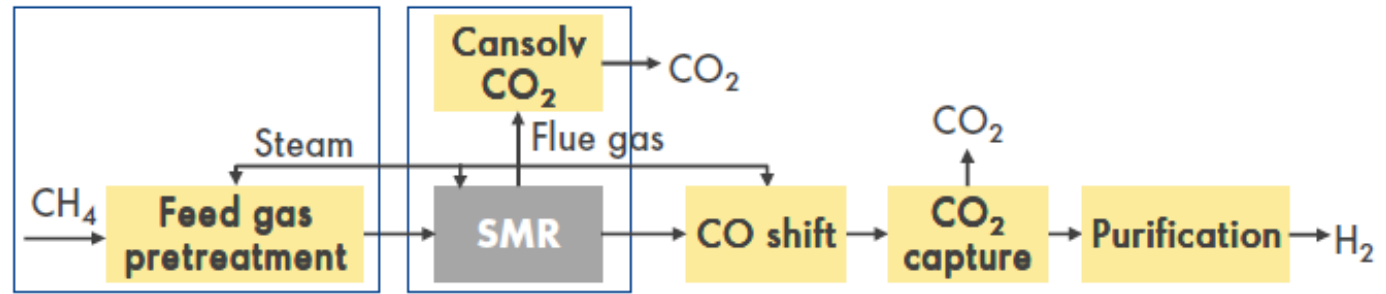 Cansolv
CO₂
CO₂
Steam
Flue gas
CO₂
CH₄
Feed gas
pretreatment
SMR
CO shift
CO₂
capture
Purification
H₂